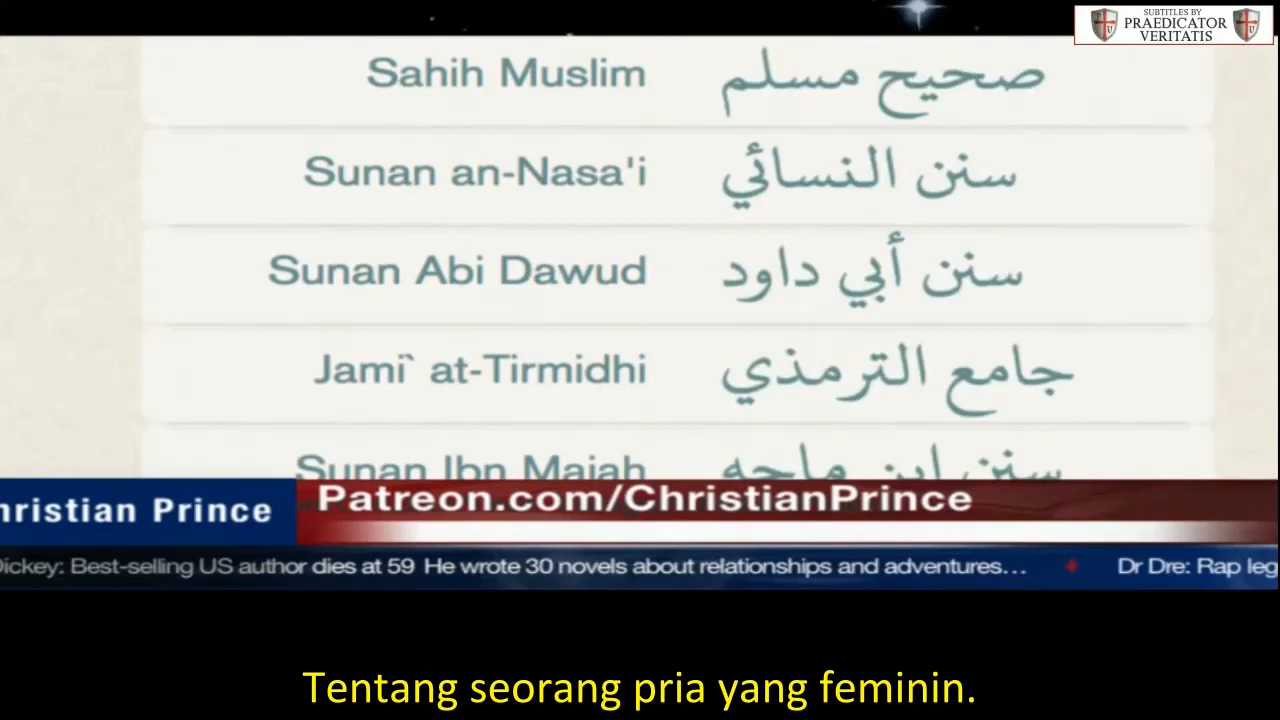 SUBTITLES BY
PRAEDICATOR
VERITATIS
Sahih Muslim صحيح مسلم
Sunan an-Nasa'i سنن النسائي
Sunan Abi Dawud سنن أبي داود
Jami` at-Tirmidhi جامع الترمذي
Sunan Ibn Majah سنن ابن ماجه
hristian Prince
Patreon.com/ChristianPrince
Dickey: Best-selling US author dies at 59 He wrote 30 novels about relationships and adventures... Dr Dre: Rap leg
Tentang seorang pria yang feminin.